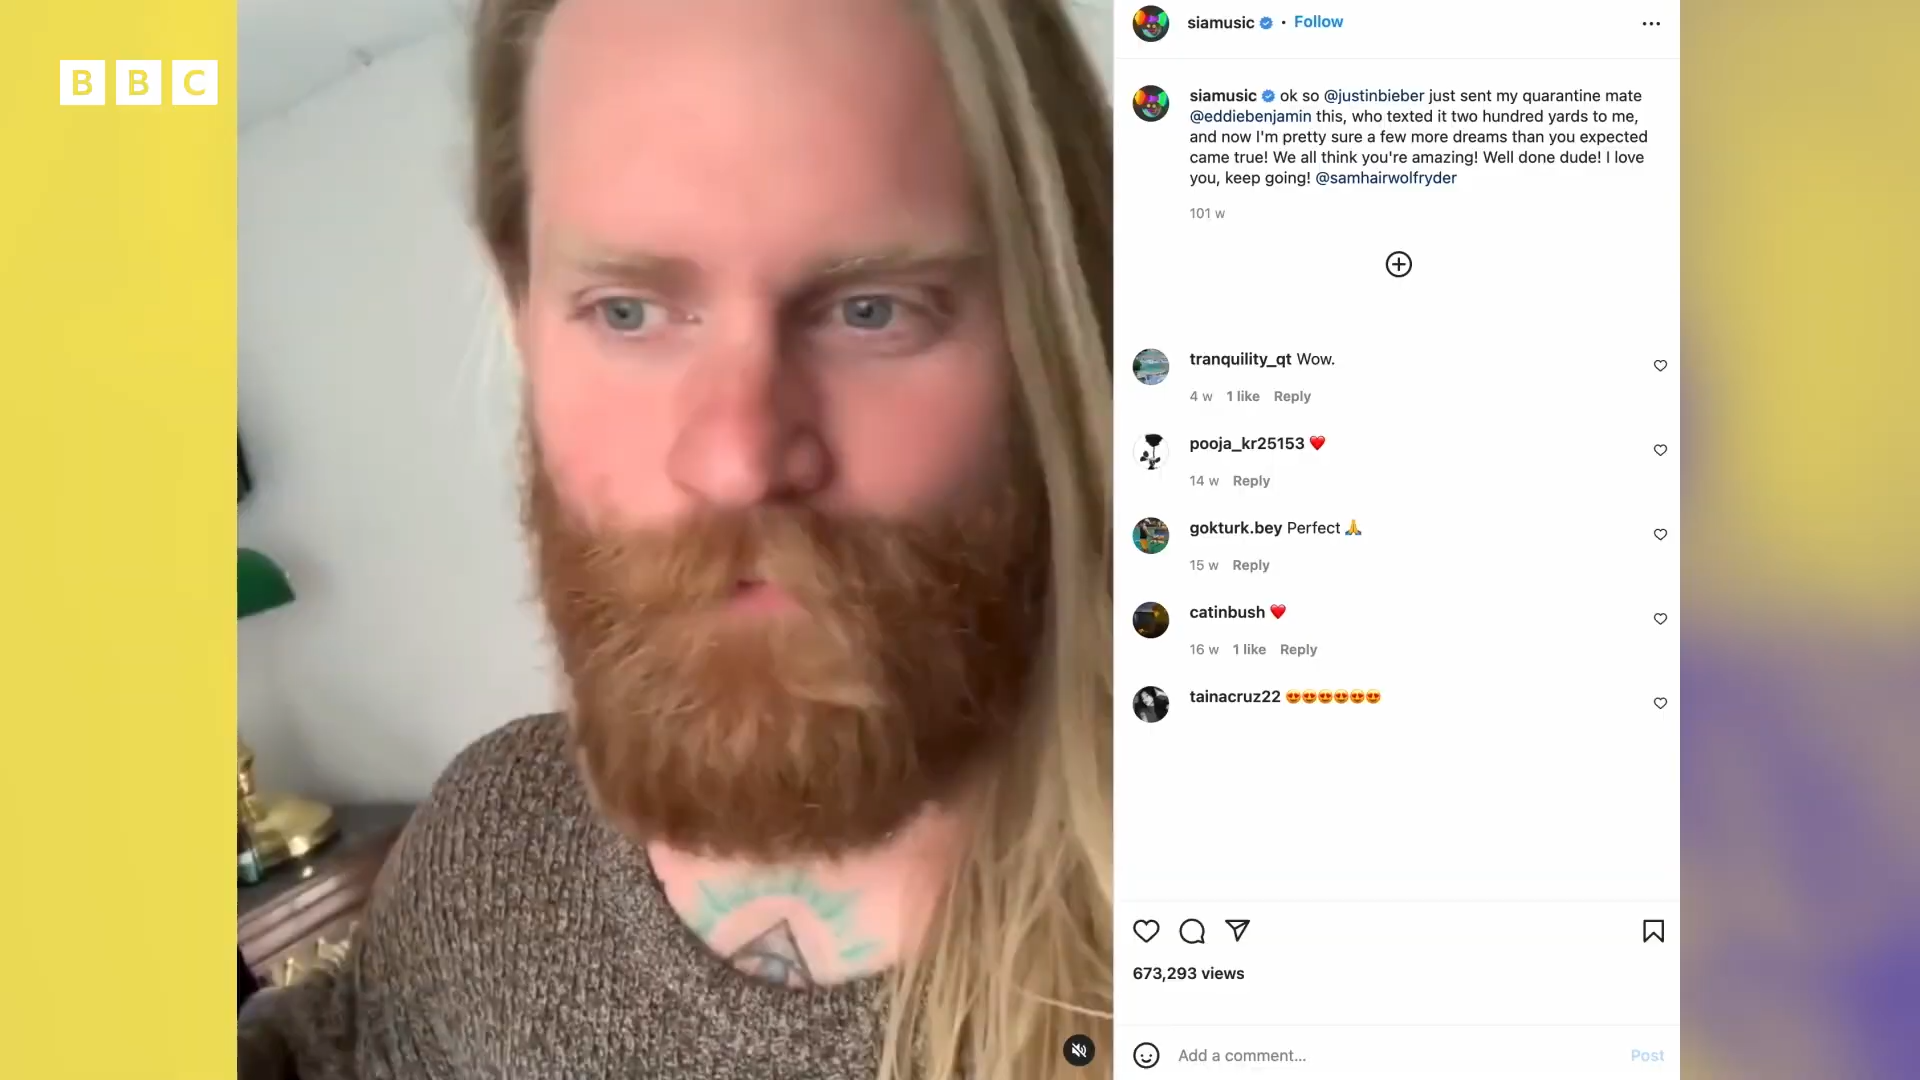 BBC
siamusic • Follow
siamusic ok so @justinbieber just sent my quarantine mate
@eddiebenjamin this, who texted it two hundred yards to me,
and now I'm pretty sure a few more dreams than you expected
came true! We all think you're amazing! Well done dude! I love
you, keep going! @samhairwolfryder
101 w
tranquility_qt Wow.
4 w 1 like Reply
pooja_kr25153 ❤️
14 w Reply
gokturk.bey Perfect 🙏
15 w Reply
catinbush ❤️
16 w 1 like Reply
tainacruz22 😍😍😍😍😍😍
673,293 views
Add a comment... Post